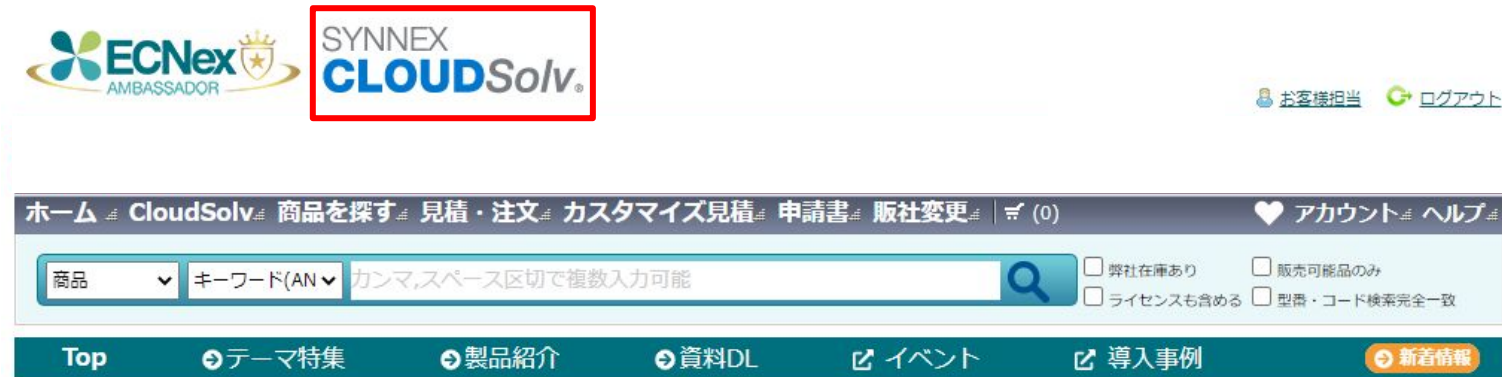 ECNex
AMBASSADOR
SYNNEX
CLOUDSolv®
お客様担当 ログアウト
ホーム CloudSolv 商品を探す 見積・注文 カスタマイズ見積 申請書 販社変更 (0) アカウント ヘルプ
商品 キーワード(AN カンマ,スペース区切で複数入力可能
弊社在庫あり 販売可能品のみ
ライセンスも含める 型番・コード検索完全一致
Top テーマ特集 製品紹介 資料DL イベント 導入事例 新着情報